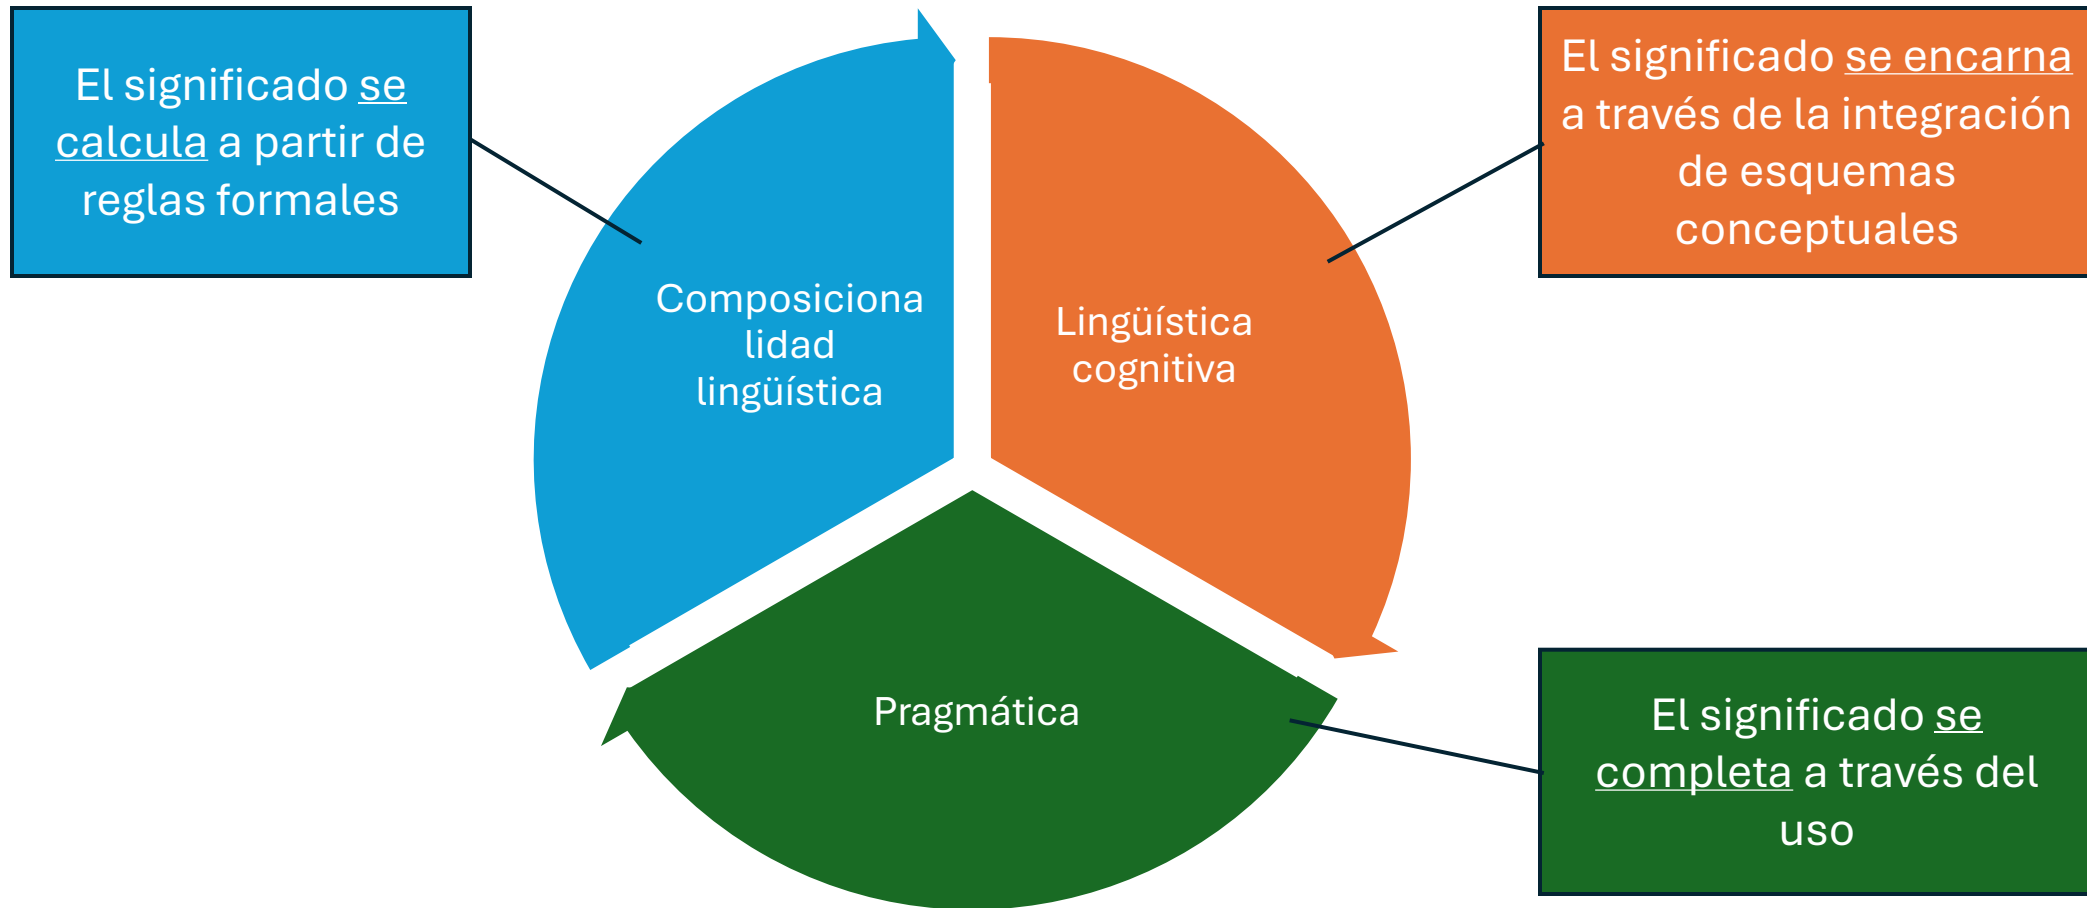 El significado se
calcula a partir de
reglas formales
El significado se encarna
a través de la integración
de esquemas
conceptuales
Composiciona
lidad
lingüística
Lingüística
cognitiva
Pragmática
El significado se
completa a través del
uso